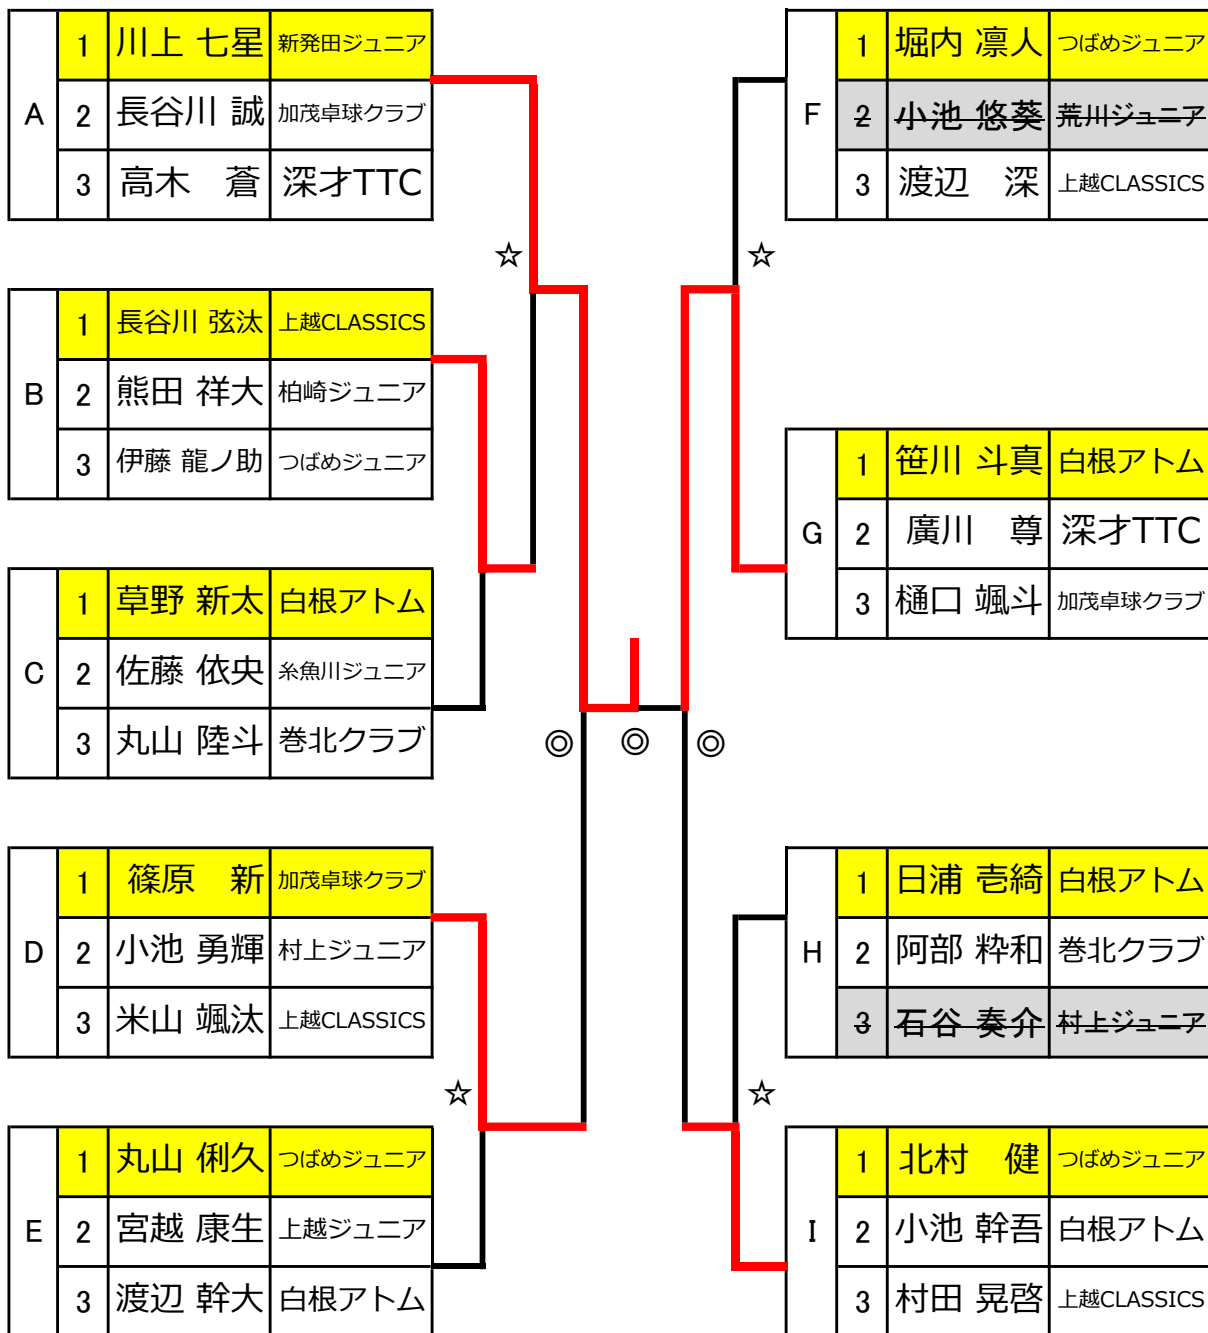 A
1 川上 七星 新発田ジュニア
2 長谷川 誠 加茂卓球クラブ
3 高木　蒼 深才TTC
☆
B
1 長谷川 弦汰 上越CLASSICS
2 熊田 祥大 柏崎ジュニア
3 伊藤 龍ノ助 つばめジュニア
C
1 草野 新太 白根アトム
2 佐藤 依央 糸魚川ジュニア
3 丸山 陸斗 巻北クラブ
D
1 篠原　新 加茂卓球クラブ
2 小池 勇輝 村上ジュニア
3 米山 颯汰 上越CLASSICS
☆
E
1 丸山 俐久 つばめジュニア
2 宮越 康生 上越ジュニア
3 渡辺 幹大 白根アトム
◎ ◎ ◎
F
1 堀内 凛人 つばめジュニア
2 小池 悠葵 荒川ジュニア
3 渡辺　深 上越CLASSICS
☆
G
1 笹川 斗真 白根アトム
2 廣川　尊 深才TTC
3 樋口 颯斗 加茂卓球クラブ
H
1 日浦 壱綺 白根アトム
2 阿部 粋和 巻北クラブ
3 石谷 奏介 村上ジュニア
☆
I
1 北村　健 つばめジュニア
2 小池 幹吾 白根アトム
3 村田 晃啓 上越CLASSICS